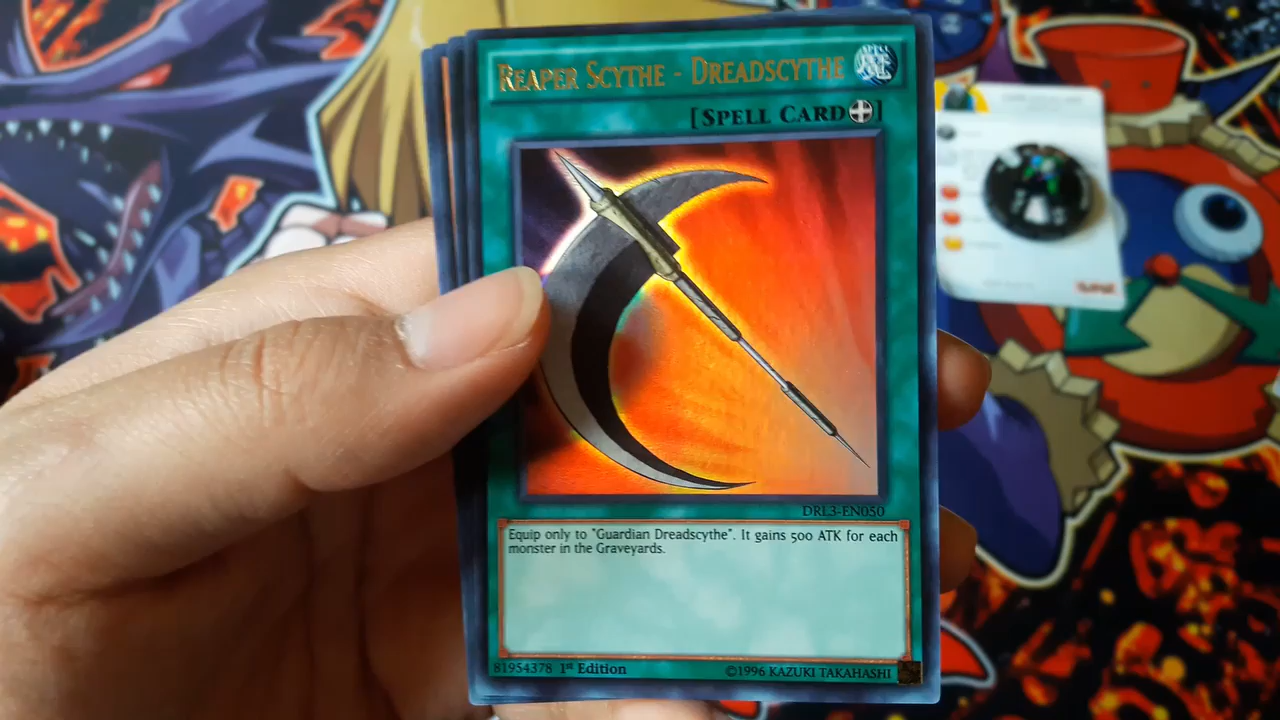 REAPER SCYTHE - DREADSCYTHE
SPELL
[SPELL CARD]
DRL3-EN050
Equip only to "Guardian Dreadscythe". It gains 500 ATK for each
monster in the Graveyards.
81954378 1st Edition
©1996 KAZUKI TAKAHASHI